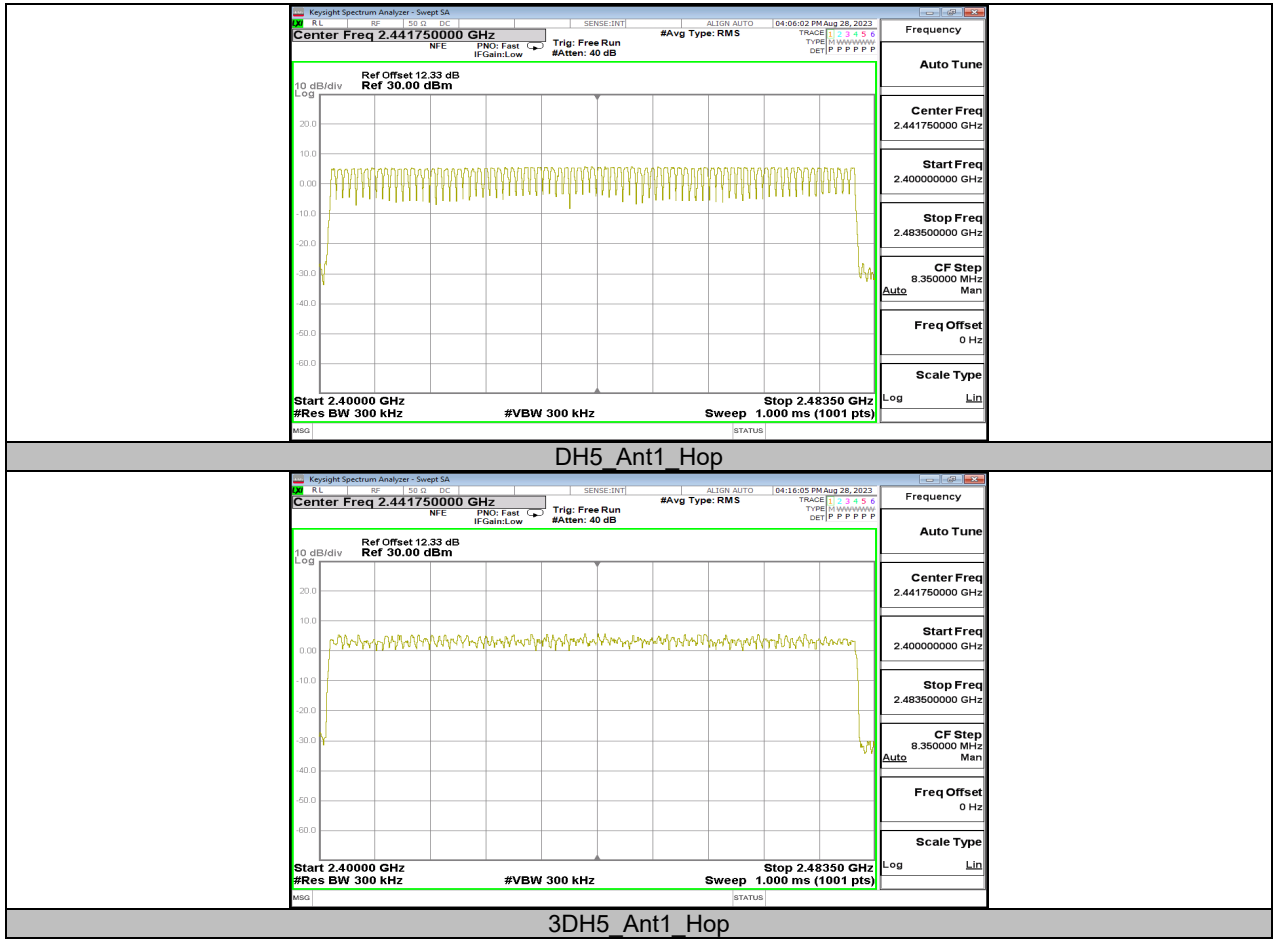 Keysight Spectrum Analyzer - Swept SA
LXI RL RF 50 Ω DC SENSE:INT ALIGN AUTO 04:06:02 PM Aug 28, 2023
Center Freq 2.441750000 GHz #Avg Type: RMS TRACE 1 2 3 4 5 6
NFE PNO: Fast Trig: Free Run TYPE M WWWWW
IFGain:Low #Atten: 40 dB DET P P P P P P
Ref Offset 12.33 dB
10 dB/div Ref 30.00 dBm
Log
20.0
10.0
0.00
-10.0
-20.0
-30.0
-40.0
-50.0
-60.0
Start 2.40000 GHz Stop 2.48350 GHz
#Res BW 300 kHz #VBW 300 kHz Sweep 1.000 ms (1001 pts)
MSG STATUS
Frequency
Auto Tune
Center Freq
2.441750000 GHz
Start Freq
2.400000000 GHz
Stop Freq
2.483500000 GHz
CF Step
8.350000 MHz
Auto Man
Freq Offset
0 Hz
Scale Type
Log Lin
DH5_Ant1_Hop
Keysight Spectrum Analyzer - Swept SA
LXI RL RF 50 Ω DC SENSE:INT ALIGN AUTO 04:16:05 PM Aug 28, 2023
Center Freq 2.441750000 GHz #Avg Type: RMS TRACE 1 2 3 4 5 6
NFE PNO: Fast Trig: Free Run TYPE M WWWWW
IFGain:Low #Atten: 40 dB DET P P P P P P
Ref Offset 12.33 dB
10 dB/div Ref 30.00 dBm
Log
20.0
10.0
0.00
-10.0
-20.0
-30.0
-40.0
-50.0
-60.0
Start 2.40000 GHz Stop 2.48350 GHz
#Res BW 300 kHz #VBW 300 kHz Sweep 1.000 ms (1001 pts)
MSG STATUS
Frequency
Auto Tune
Center Freq
2.441750000 GHz
Start Freq
2.400000000 GHz
Stop Freq
2.483500000 GHz
CF Step
8.350000 MHz
Auto Man
Freq Offset
0 Hz
Scale Type
Log Lin
3DH5_Ant1_Hop